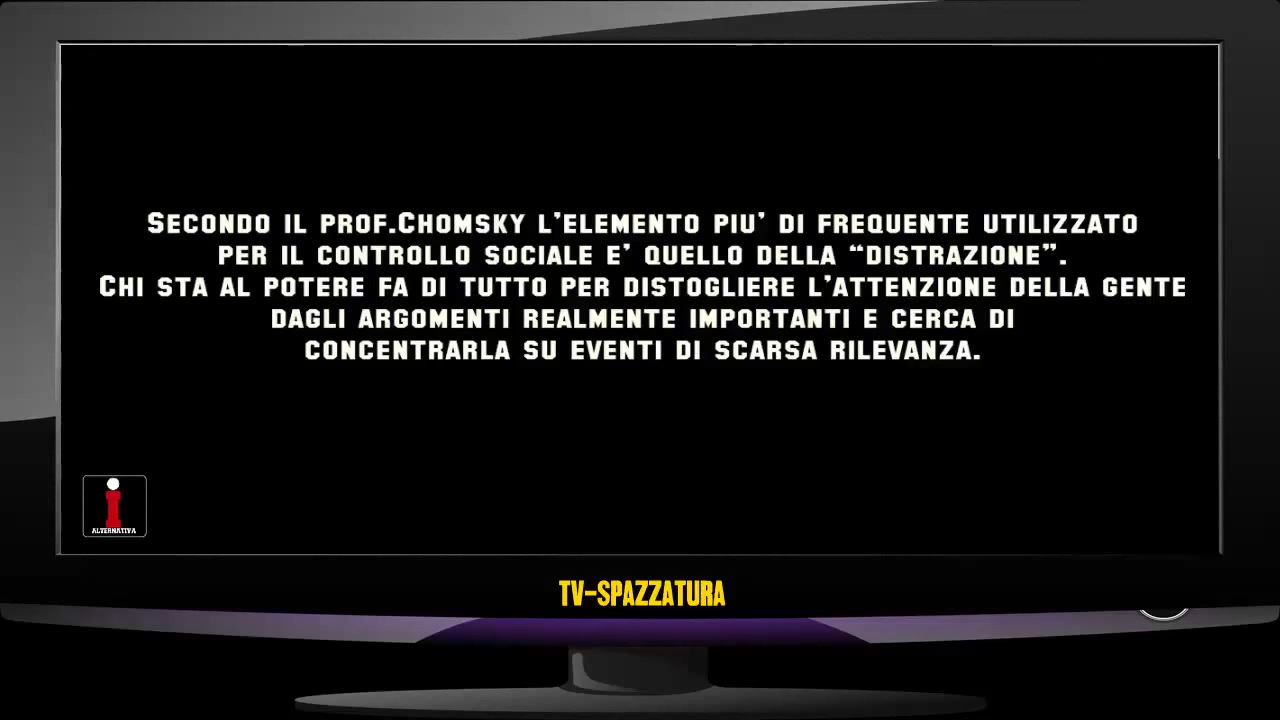 Secondo il prof.Chomsky l'elemento piu' di frequente utilizzato
per il controllo sociale e' quello della “distrazione”.
Chi sta al potere fa di tutto per distogliere l'attenzione della gente
dagli argomenti realmente importanti e cerca di
concentrarla su eventi di scarsa rilevanza.
i
ALTERNATIVA
TV-SPAZZATURA